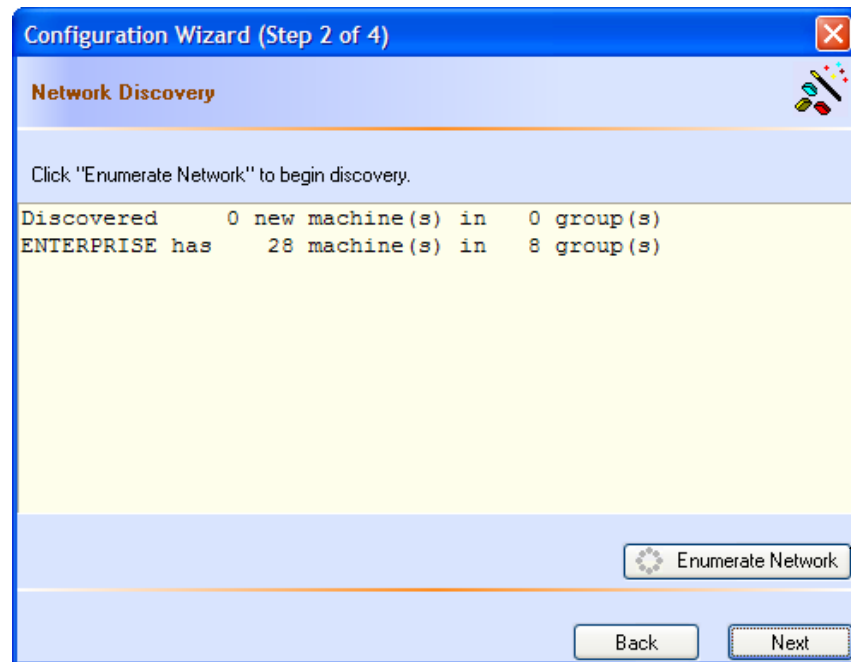 Configuration Wizard (Step 2 of 4)
Network Discovery
Click "Enumerate Network" to begin discovery.
Discovered 0 new machine(s) in 0 group(s)
ENTERPRISE has 28 machine(s) in 8 group(s)
Enumerate Network
Back Next